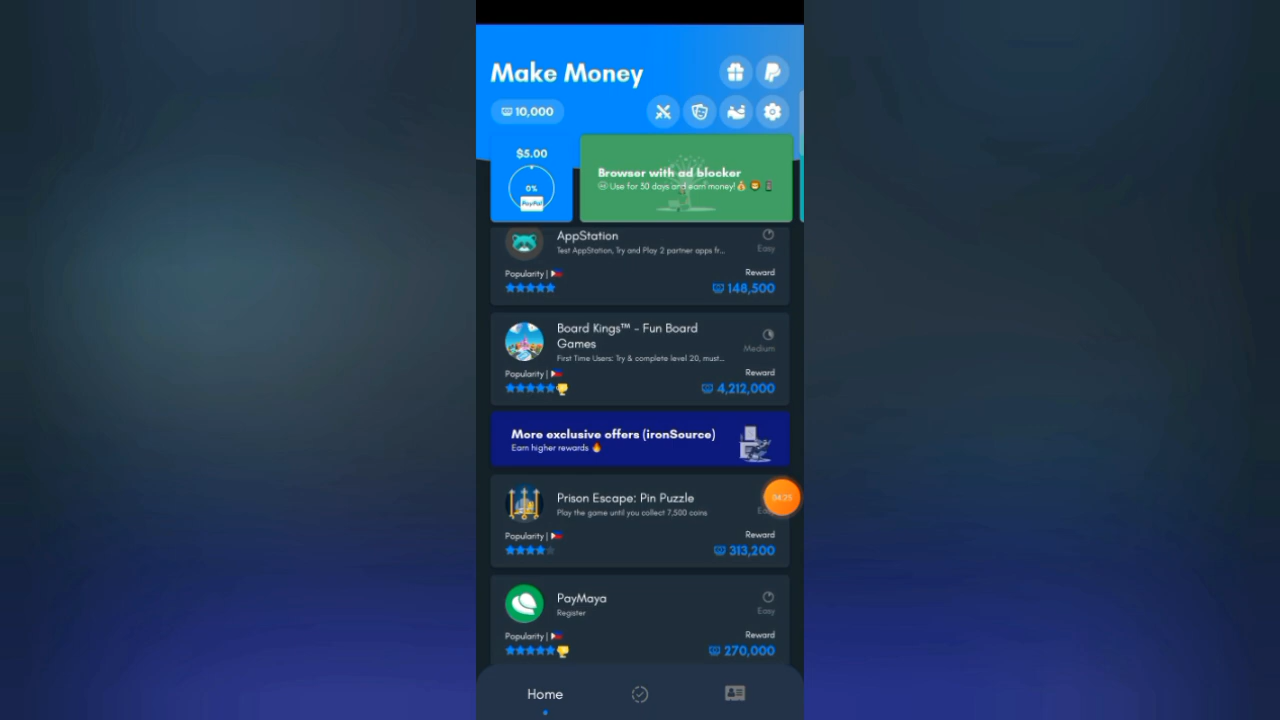 Make Money
10,000
$5.00
0%
PayPal
Browser with ad blocker
Use for 30 days and earn money!
AppStation
Test AppStation, Try and Play 2 partner apps fr...
Easy
Popularity |
Reward
148,500
Board Kings™ - Fun Board
Games
Medium
First Time Users: Try & complete level 20, must...
Popularity |
Reward
4,212,000
More exclusive offers (ironSource)
Earn higher rewards
Prison Escape: Pin Puzzle
04:25
Play the game until you collect 7,500 coins
Popularity |
Reward
313,200
PayMaya
Register
Easy
Popularity |
Reward
270,000
Home